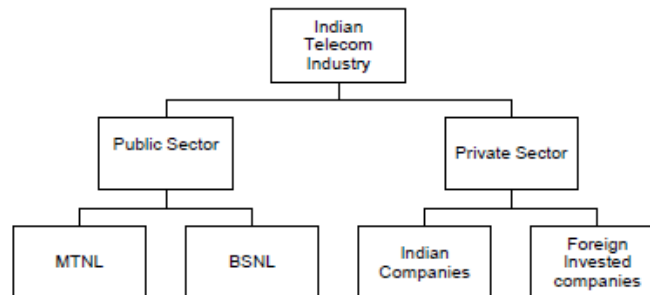 Indian
Telecom
Industry
Public Sector
Private Sector
MTNL
BSNL
Indian
Companies
Foreign
Invested
companies